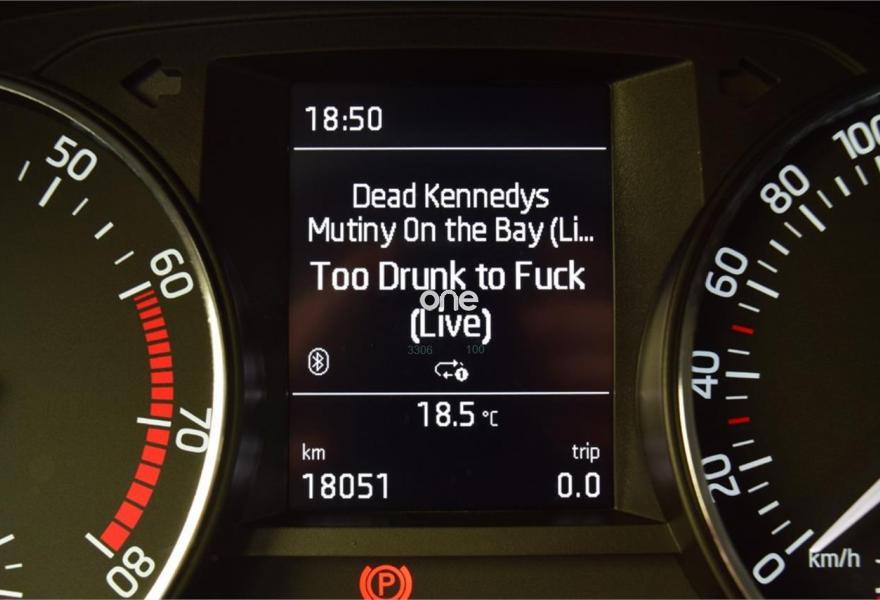 18:50
Dead Kennedys
Mutiny On the Bay (Li...
Too Drunk to Fuck
(Live)
one
3306 100
1
18.5 °C
km trip
18051 0.0
50
60
70
80
100
80
60
40
20
0
km/h
P